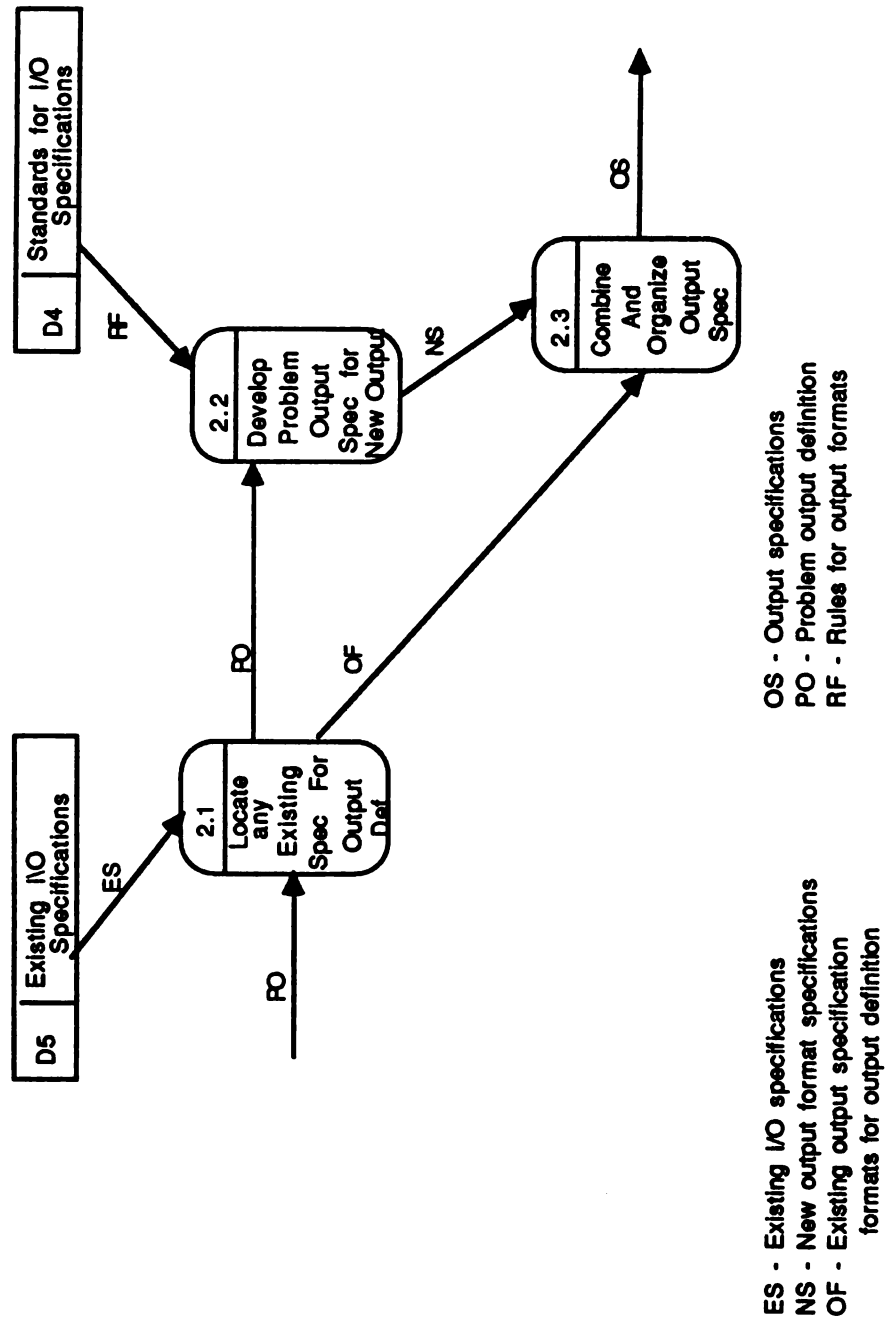 D5
Existing I\O
Specifications
D4
Standards for I/O
Specifications
ES
RF
PO
2.1
Locate
any
Existing
Spec For
Output
Def
PO
OF
2.2
Develop
Problem
Output
Spec for
New Output
NS
2.3
Combine
And
Organize
Output
Spec
OS
ES - Existing I/O specifications
NS - New output format specifications
OF - Existing output specification
formats for output definition
OS - Output specifications
PO - Problem output definition
RF - Rules for output formats